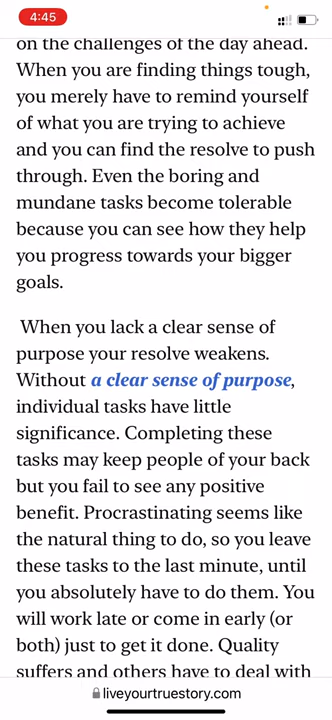 4:45
on the challenges of the day ahead.
When you are finding things tough,
you merely have to remind yourself
of what you are trying to achieve
and you can find the resolve to push
through. Even the boring and
mundane tasks become tolerable
because you can see how they help
you progress towards your bigger
goals.
When you lack a clear sense of
purpose your resolve weakens.
Without a clear sense of purpose,
individual tasks have little
significance. Completing these
tasks may keep people of your back
but you fail to see any positive
benefit. Procrastinating seems like
the natural thing to do, so you leave
these tasks to the last minute, until
you absolutely have to do them. You
will work late or come in early (or
both) just to get it done. Quality
suffers and others have to deal with
liveyourtruestory.com